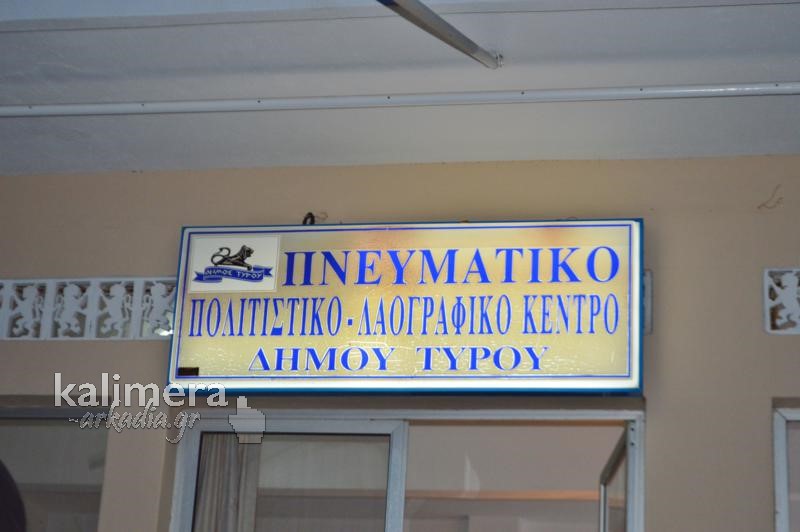 ΔΗΜΟΣ ΤΥΡΟΥ
ΠΝΕΥΜΑΤΙΚΟ
ΠΟΛΙΤΙΣΤΙΚΟ - ΛΑΟΓΡΑΦΙΚΟ ΚΕΝΤΡΟ
ΔΗΜΟΥ ΤΥΡΟΥ
kalimera
-arkadia.gr